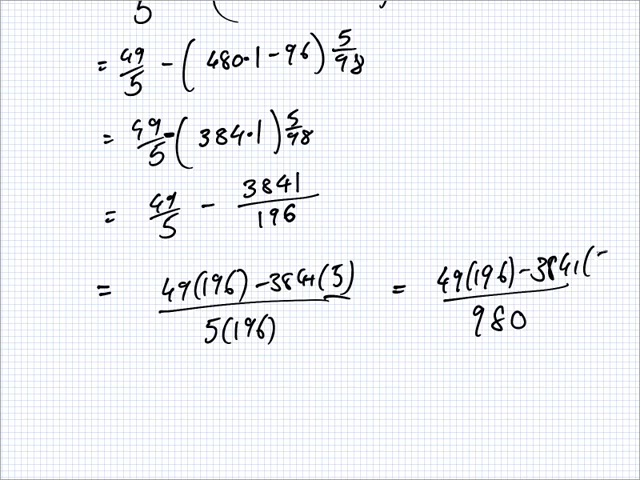 5 (
= 49/5 - (480·1 - 96) 5/98
= 49/5 - (384·1) 5/98
= 49/5 - 3841/196
= 49(196) - 3841(5) / 5(196) = 49(196) - 3841( / 980